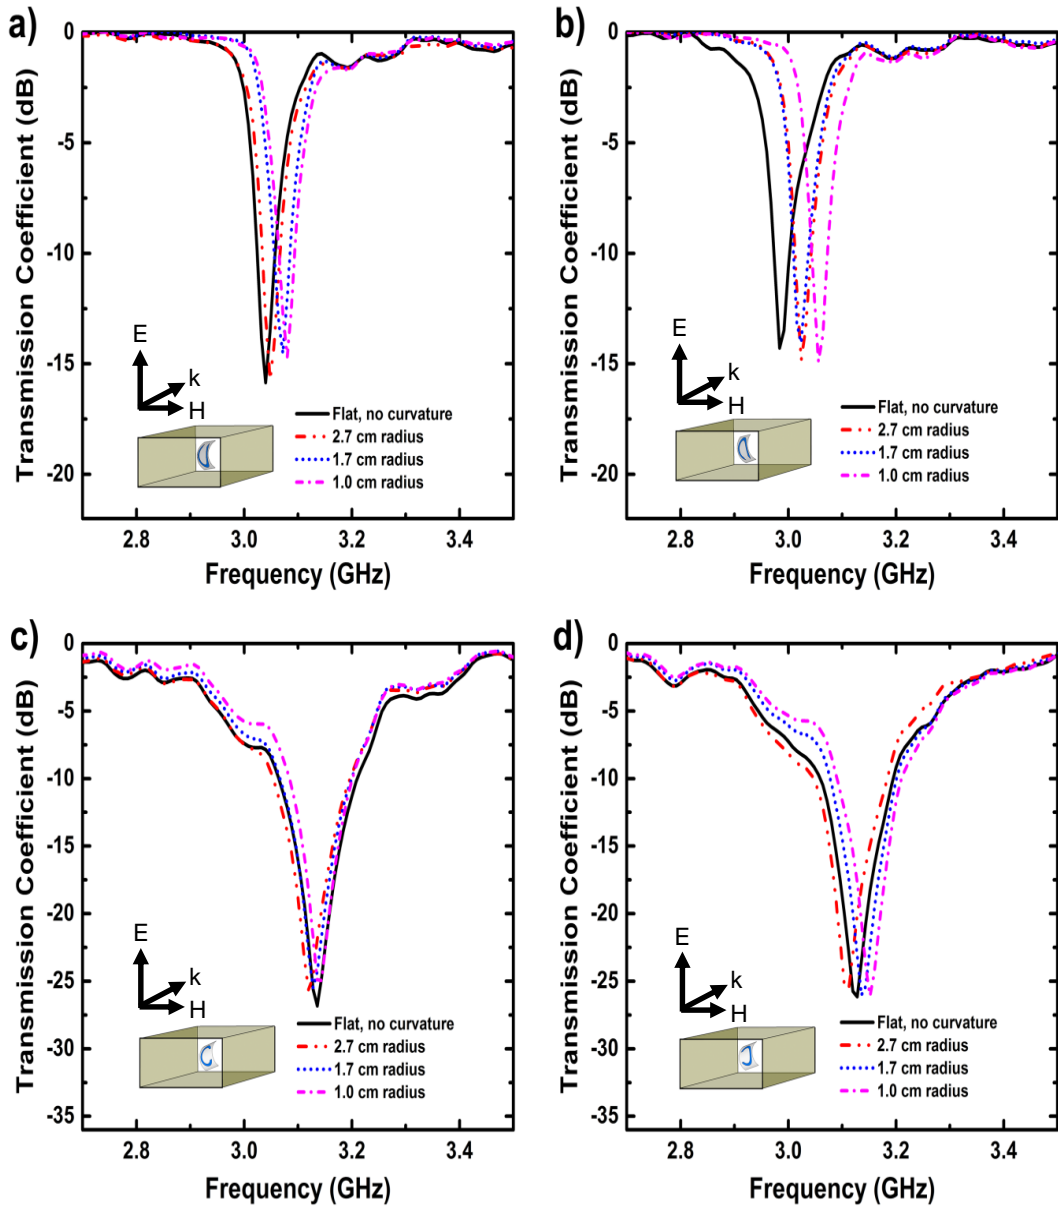 a)
Transmission Coefficient (dB)
0
-5
-10
-15
-20
E
k
H
Flat, no curvature
2.7 cm radius
1.7 cm radius
1.0 cm radius
2.8
3.0
3.2
3.4
Frequency (GHz)
b)
Transmission Coefficient (dB)
0
-5
-10
-15
-20
E
k
H
Flat, no curvature
2.7 cm radius
1.7 cm radius
1.0 cm radius
2.8
3.0
3.2
3.4
Frequency (GHz)
c)
Transmission Coefficient (dB)
0
-5
-10
-15
-20
-25
-30
-35
E
k
H
Flat, no curvature
2.7 cm radius
1.7 cm radius
1.0 cm radius
2.8
3.0
3.2
3.4
Frequency (GHz)
d)
Transmission Coefficient (dB)
0
-5
-10
-15
-20
-25
-30
-35
E
k
H
Flat, no curvature
2.7 cm radius
1.7 cm radius
1.0 cm radius
2.8
3.0
3.2
3.4
Frequency (GHz)